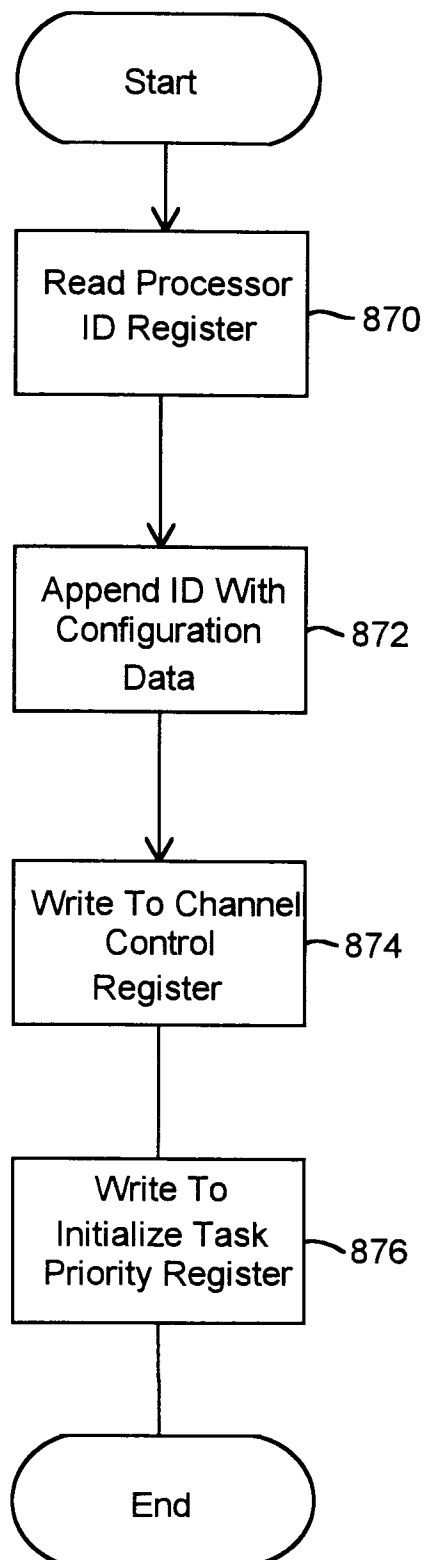 Start
Read Processor
ID Register
870
Append ID With
Configuration
Data
872
Write To Channel
Control
Register
874
Write To
Initialize Task
Priority Register
876
End